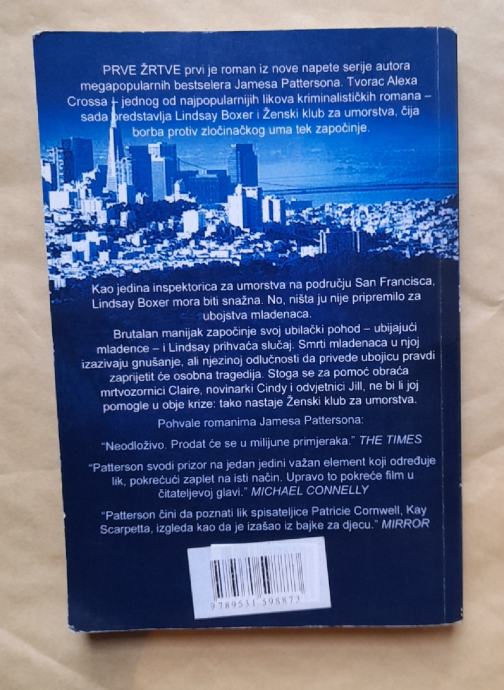 PRVE ŽRTVE prvi je roman iz nove napete serije autora
megapopularnih bestselera Jamesa Pattersona. Tvorac Alexa
Crossa – jednog od najpopularnijih likova kriminalističkih romana –
sada predstavlja Lindsay Boxer i Ženski klub za umorstva, čija
borba protiv zločinačkog uma tek započinje.
Kao jedina inspektorica za umorstva na području San Francisca,
Lindsay Boxer mora biti snažna. No, ništa ju nije pripremilo za
ubojstva mladenaca.
Brutalan manijak započinje svoj ubilački pohod – ubijajući
mladence – i Lindsay prihvaća slučaj. Smrti mladenaca u njoj
izazivaju gnušanje, ali njezinoj odlučnosti da privede ubojicu pravdi
zaprijetit će osobna tragedija. Stoga se za pomoć obraća
mrtvozornici Claire, novinarki Cindy i odvjetnici Jill, ne bi li joj
pomogle u obje krize: tako nastaje Ženski klub za umorstva.
Pohvale romanima Jamesa Pattersona:
“Neodloživo. Prodat će se u milijune primjeraka.” THE TIMES
“Patterson svodi prizor na jedan jedini važan element koji određuje
lik, pokrećući zaplet na isti način. Upravo to pokreće film u
čitateljevoj glavi.” MICHAEL CONNELLY
“Patterson čini da poznati lik spisateljice Patricie Cornwell, Kay
Scarpetta, izgleda kao da je izašao iz bajke za djecu.” MIRROR
9 789531 598873